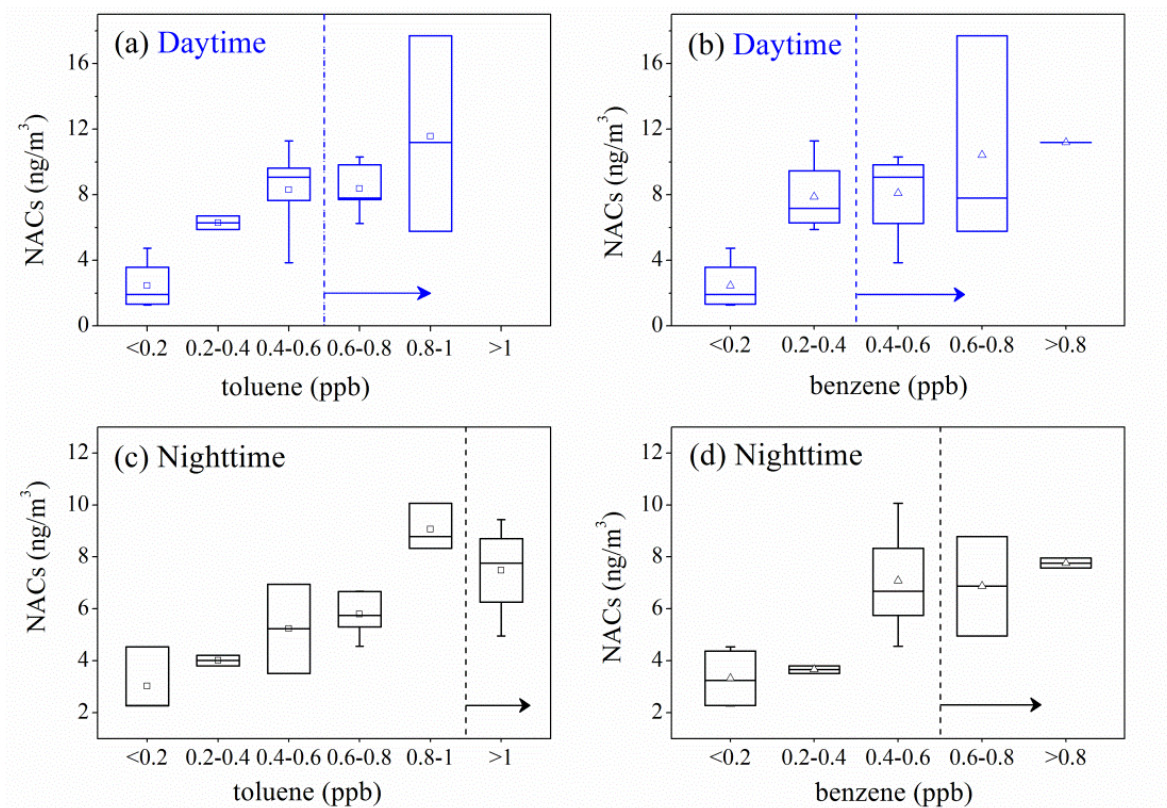 (a) Daytime
NACs (ng/m³)
16
12
8
4
0
<0.2 0.2-0.4 0.4-0.6 0.6-0.8 0.8-1 >1
toluene (ppb)
(b) Daytime
NACs (ng/m³)
16
12
8
4
0
<0.2 0.2-0.4 0.4-0.6 0.6-0.8 >0.8
benzene (ppb)
(c) Nighttime
NACs (ng/m³)
12
10
8
6
4
2
<0.2 0.2-0.4 0.4-0.6 0.6-0.8 0.8-1 >1
toluene (ppb)
(d) Nighttime
NACs (ng/m³)
12
10
8
6
4
2
<0.2 0.2-0.4 0.4-0.6 0.6-0.8 >0.8
benzene (ppb)